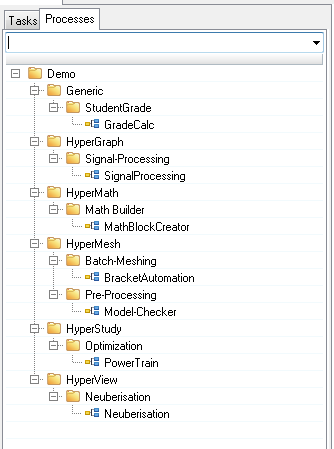 Tasks Processes
Demo
Generic
StudentGrade
GradeCalc
HyperGraph
Signal-Processing
SignalProcessing
HyperMath
Math Builder
MathBlockCreator
HyperMesh
Batch-Meshing
BracketAutomation
Pre-Processing
Model-Checker
HyperStudy
Optimization
PowerTrain
HyperView
Neuberisation
Neuberisation